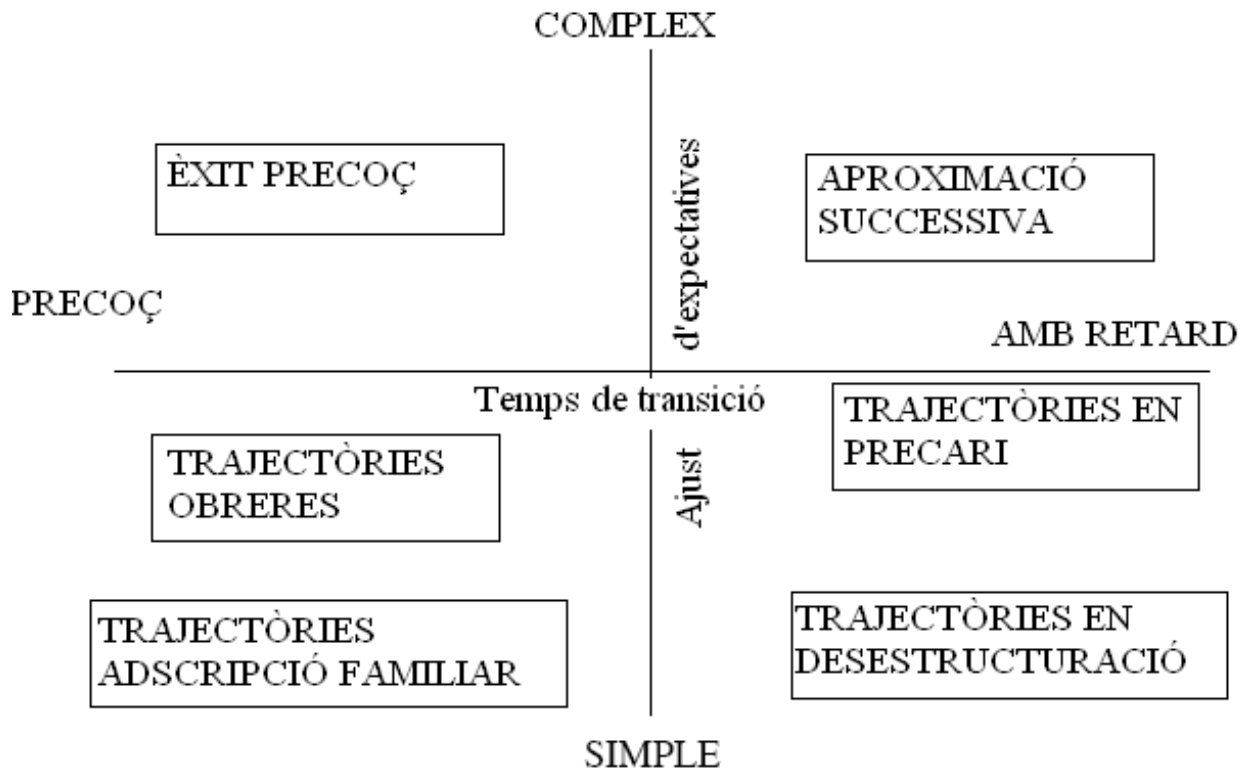 COMPLEX
ÈXIT PRECOÇ
APROXIMACIÓ
SUCCESSIVA
d'expectatives
PRECOÇ
AMB RETARD
Temps de transició
TRAJECTÒRIES EN
PRECARI
TRAJECTÒRIES
OBRERES
Ajust
TRAJECTÒRIES
ADSCRIPCIÓ FAMILIAR
TRAJECTÒRIES EN
DESESTRUCTURACIÓ
SIMPLE